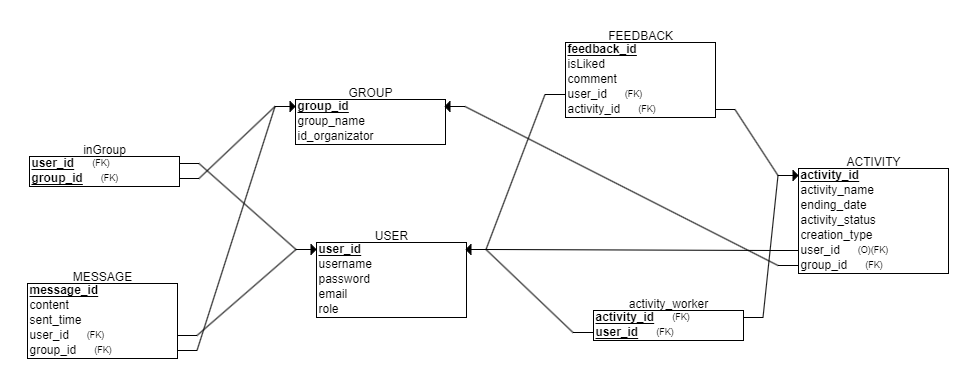 FEEDBACK
feedback_id
isLiked
comment
user_id (FK)
activity_id (FK)
GROUP
group_id
group_name
id_organizator
inGroup
user_id (FK)
group_id (FK)
ACTIVITY
activity_id
activity_name
ending_date
activity_status
creation_type
user_id (O)(FK)
group_id (FK)
USER
user_id
username
password
email
role
MESSAGE
message_id
content
sent_time
user_id (FK)
group_id (FK)
activity_worker
activity_id (FK)
user_id (FK)